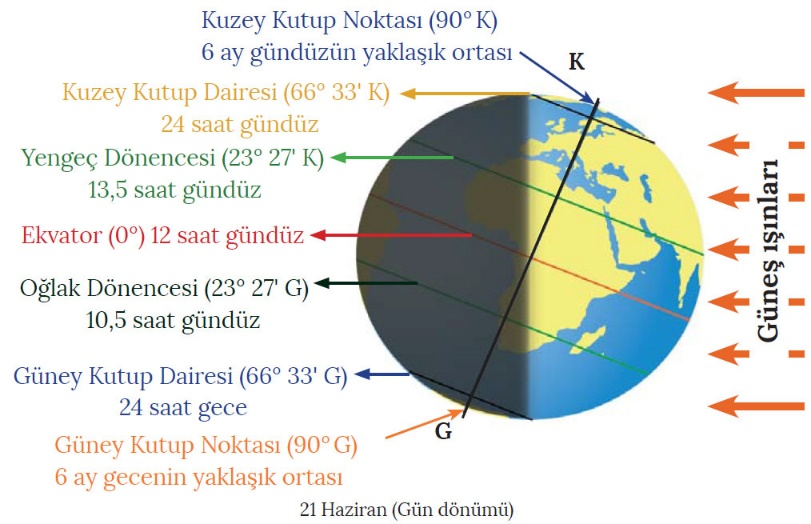 Kuzey Kutup Noktası (90° K)
6 ay gündüzün yaklaşık ortası
K
Kuzey Kutup Dairesi (66° 33' K)
24 saat gündüz
Yengeç Dönencesi (23° 27' K)
13,5 saat gündüz
Ekvator (0°) 12 saat gündüz
Oğlak Dönencesi (23° 27' G)
10,5 saat gündüz
Güney Kutup Dairesi (66° 33' G)
24 saat gece
G
Güney Kutup Noktası (90° G)
6 ay gecenin yaklaşık ortası
Güneş ışınları
21 Haziran (Gün dönümü)